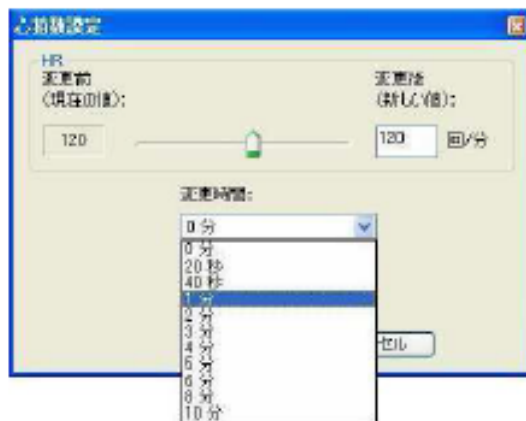 心拍数設定
HR
変更前
(現在の値):
変更後
(新しい値):
120
120
回/分
変更時間:
0 分
0 分
20 秒
40 秒
1 分
2 分
3 分
4 分
5 分
6 分
8 分
10 分
セル